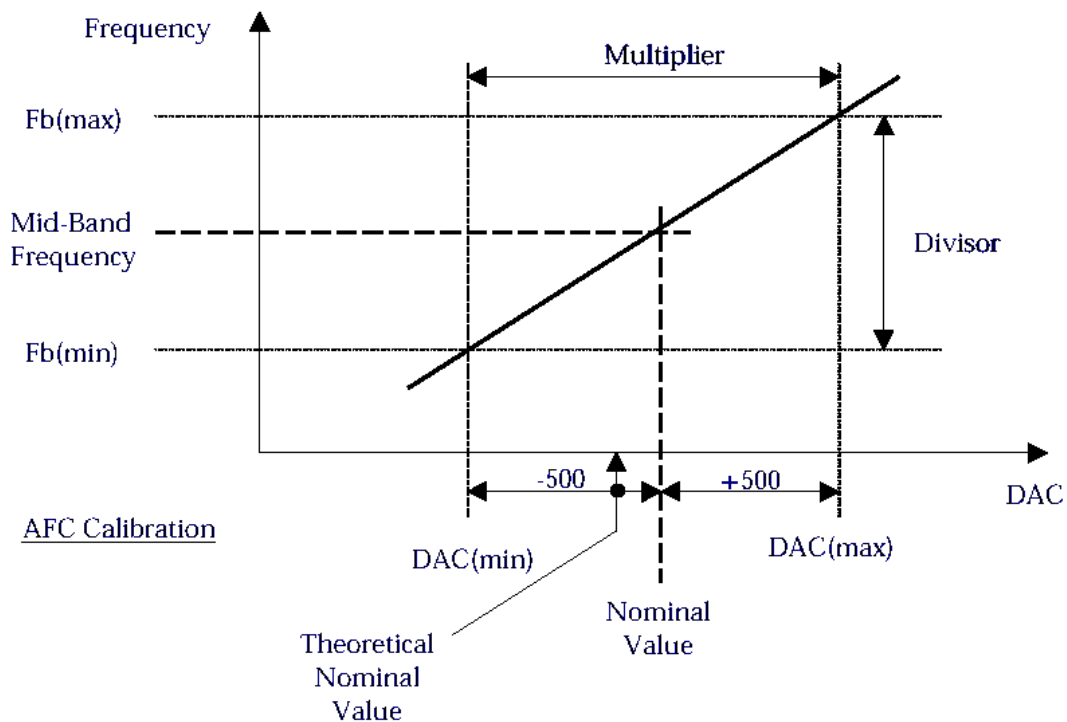 Frequency
Multiplier
Fb(max)
Mid-Band
Frequency
Divisor
Fb(min)
-500
+500
DAC
AFC Calibration
DAC(min)
DAC(max)
Nominal
Value
Theoretical
Nominal
Value